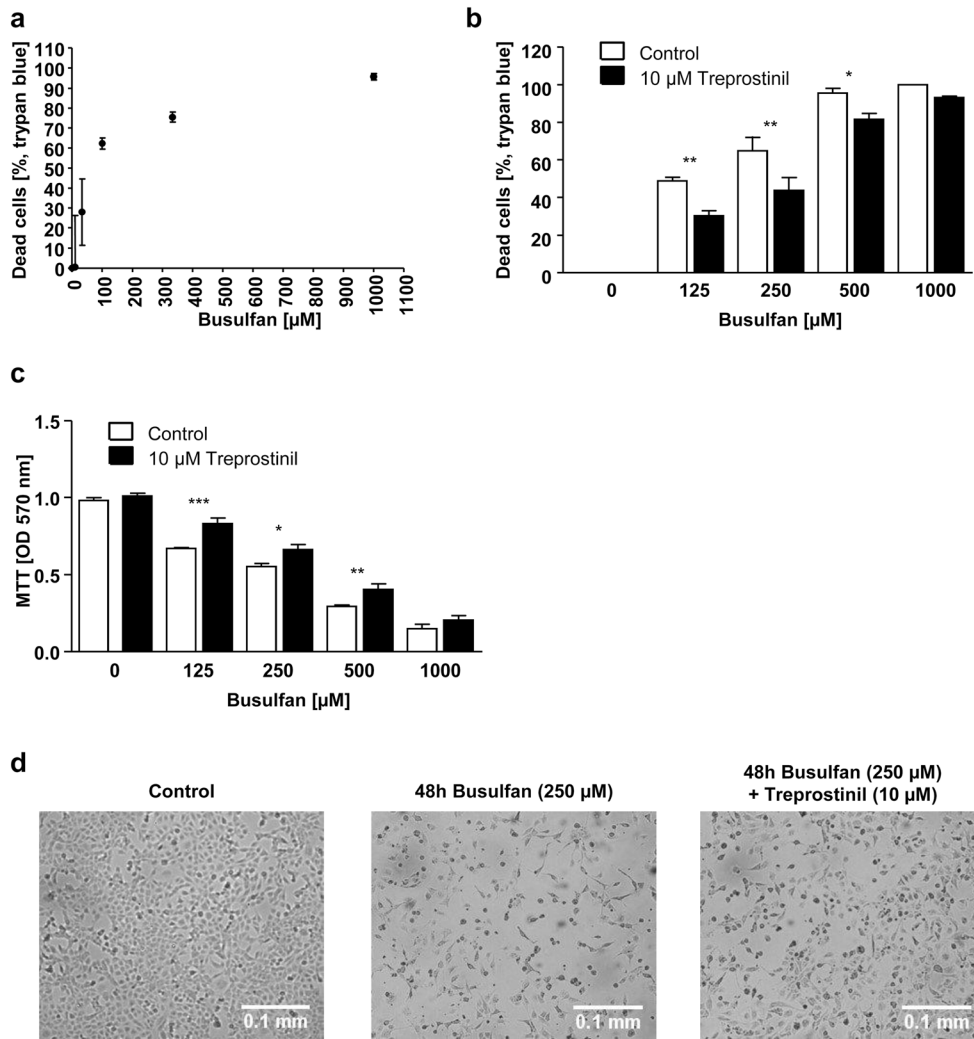 a
Dead cells [%, trypan blue]
110
100
90
80
70
60
50
40
30
20
10
0
0
100
200
300
400
500
600
700
800
900
1000
1100
Busulfan [µM]
b
Control
10 µM Treprostinil
Dead cells [%, trypan blue]
120
100
80
60
40
20
0
**
**
*
0 125 250 500 1000
Busulfan [µM]
c
Control
10 µM Treprostinil
MTT [OD 570 nm]
1.5
1.0
0.5
0.0
***
*
**
0 125 250 500 1000
Busulfan [µM]
d
Control
0.1 mm
48h Busulfan (250 µM)
0.1 mm
48h Busulfan (250 µM)
+ Treprostinil (10 µM)
0.1 mm